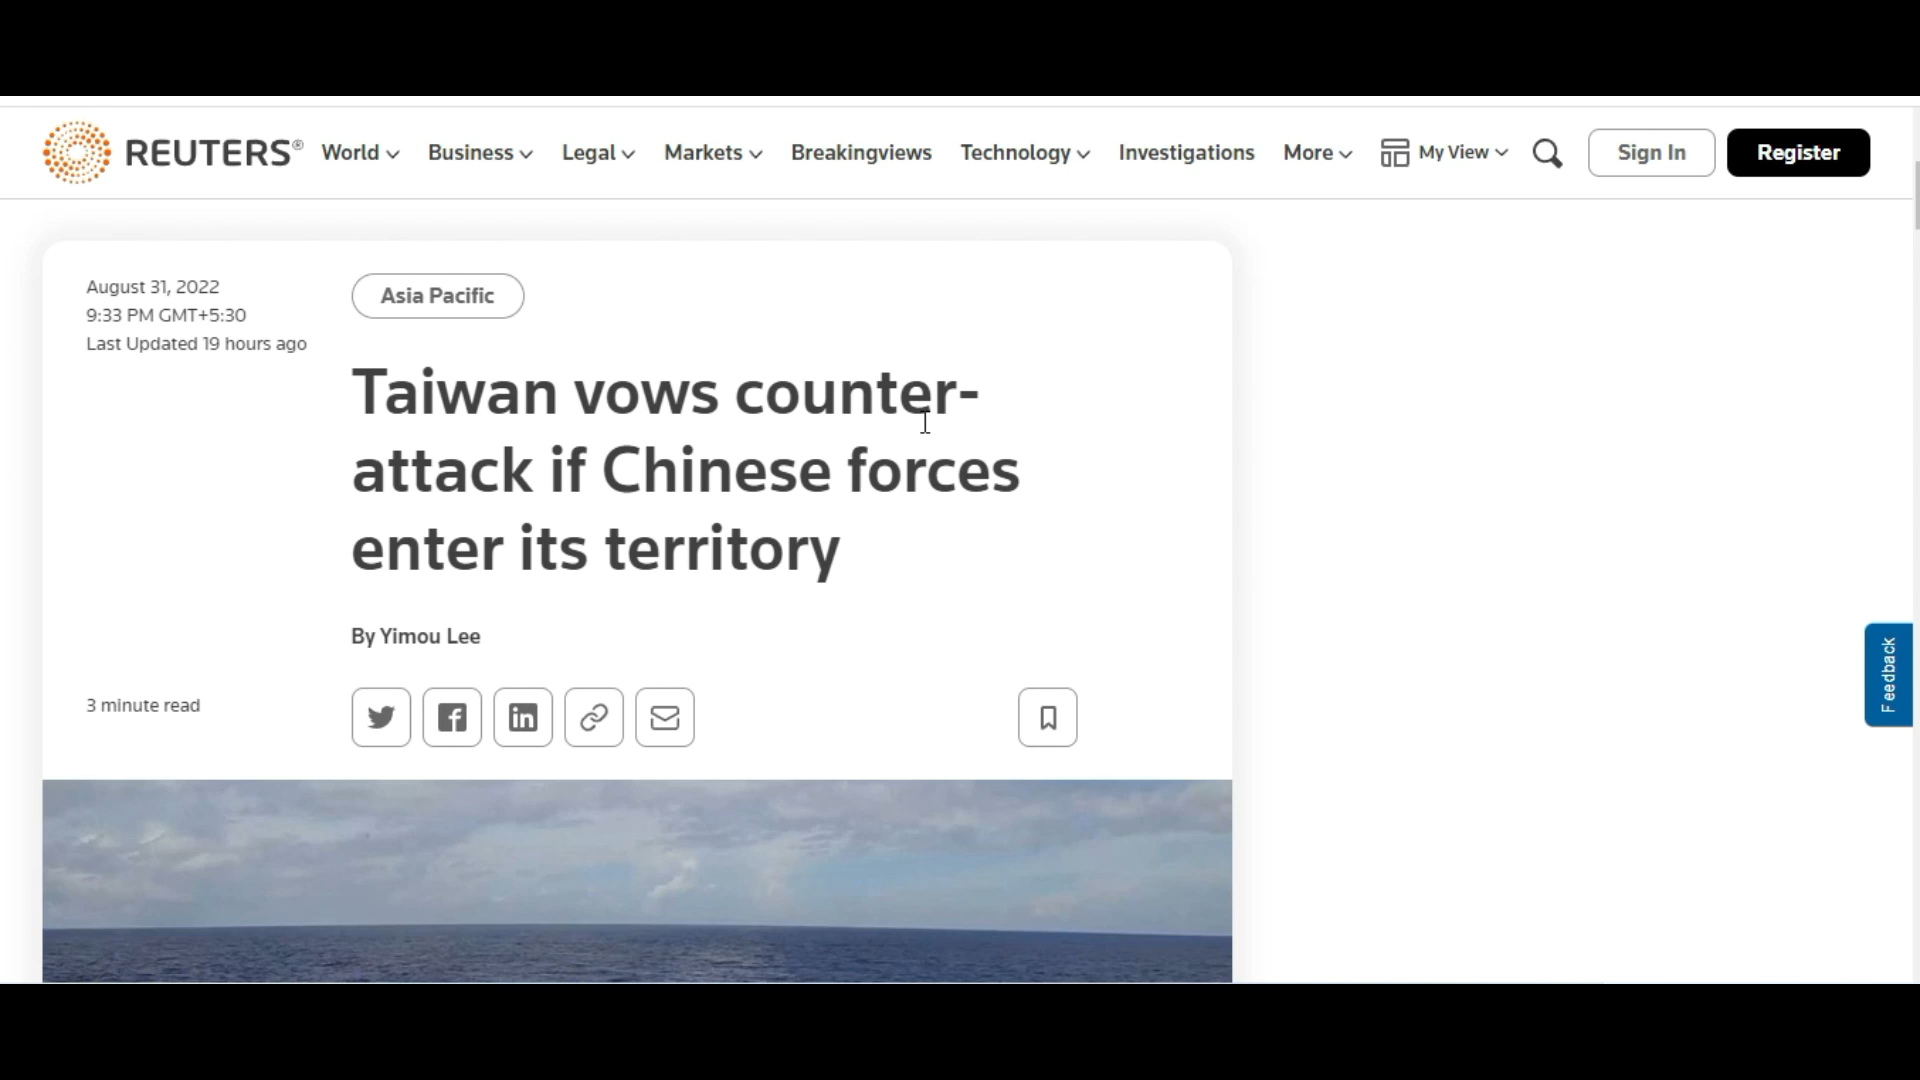 REUTERS® World Business Legal Markets Breakingviews Technology Investigations More My View Sign In Register
August 31, 2022
9:33 PM GMT+5:30
Last Updated 19 hours ago
Asia Pacific
Taiwan vows counter-
attack if Chinese forces
enter its territory
By Yimou Lee
3 minute read
Feedback